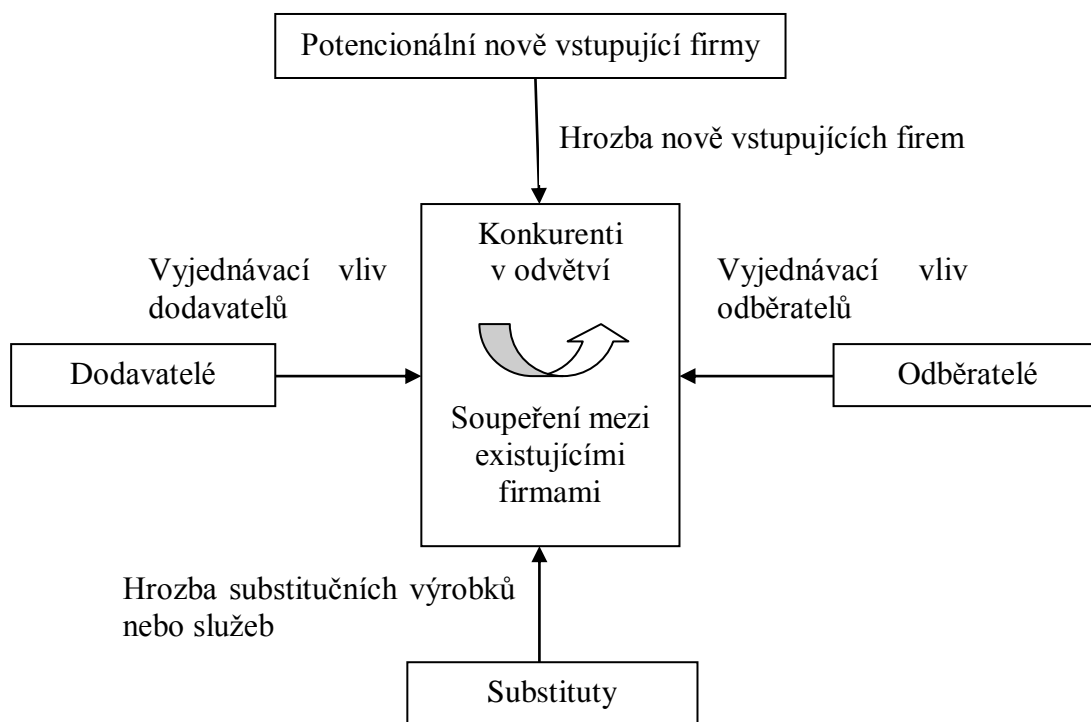 Potencionální nově vstupující firmy
Hrozba nově vstupujících firem
Konkurenti
v odvětví
Vyjednávací vliv
dodavatelů
Vyjednávací vliv
odběratelů
Dodavatelé
Odběratelé
Soupeření mezi
existujícími
firmami
Hrozba substitučních výrobků
nebo služeb
Substituty